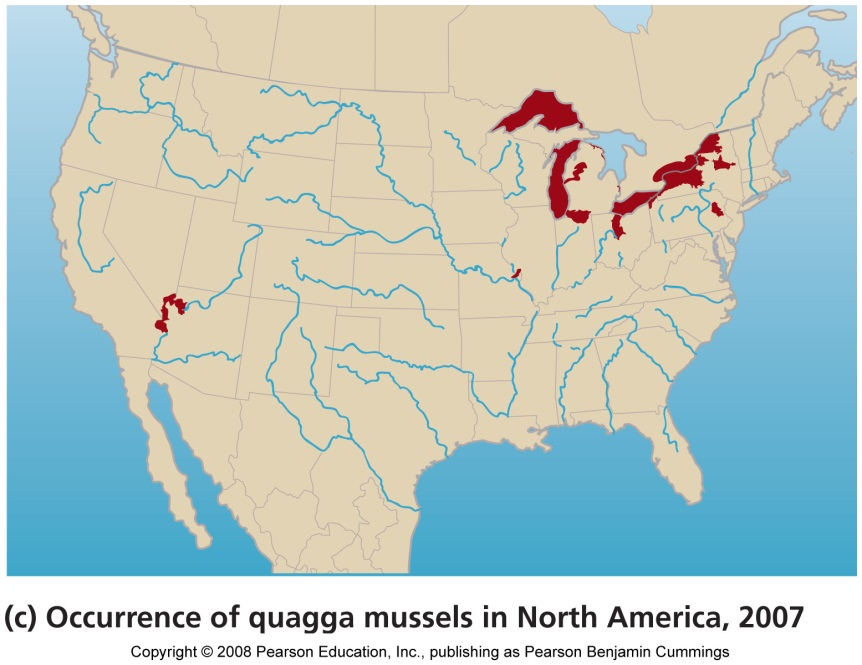 (c) Occurrence of quagga mussels in North America, 2007
Copyright © 2008 Pearson Education, Inc., publishing as Pearson Benjamin Cummings